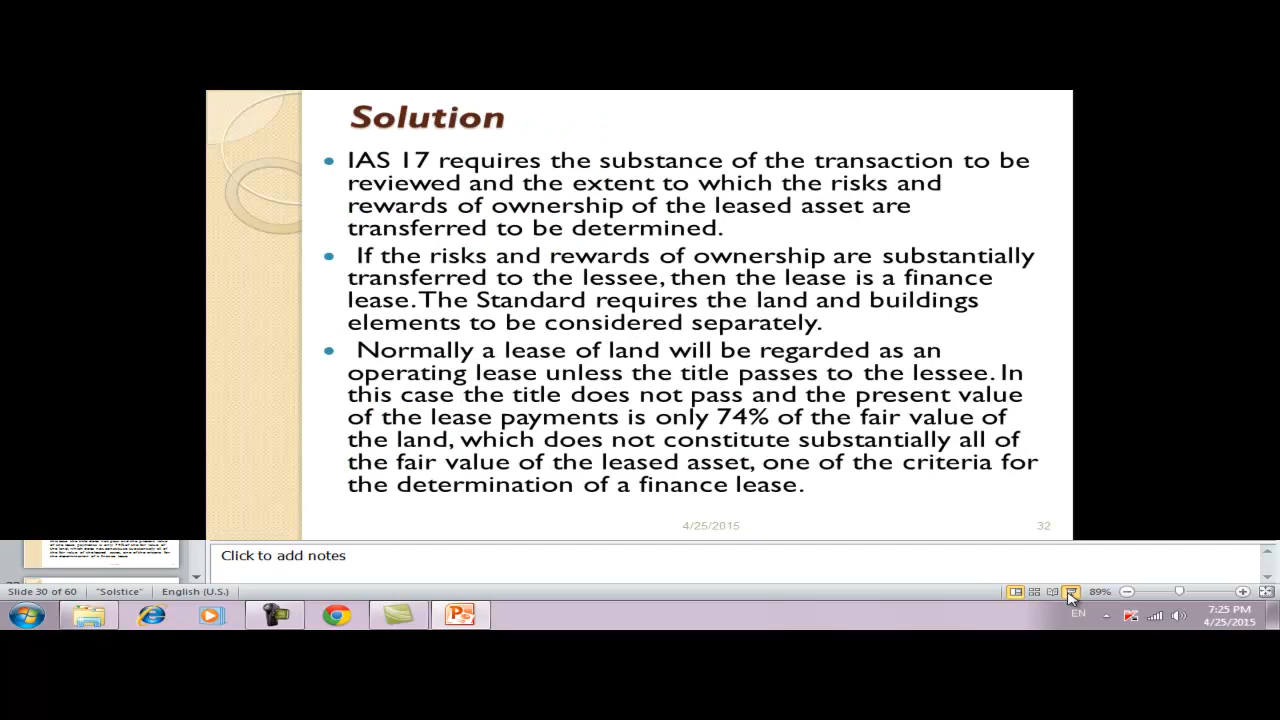 Solution
IAS 17 requires the substance of the transaction to be
reviewed and the extent to which the risks and
rewards of ownership of the leased asset are
transferred to be determined.
If the risks and rewards of ownership are substantially
transferred to the lessee, then the lease is a finance
lease. The Standard requires the land and buildings
elements to be considered separately.
Normally a lease of land will be regarded as an
operating lease unless the title passes to the lessee. In
this case the title does not pass and the present value
of the lease payments is only 74% of the fair value of
the land, which does not constitute substantially all of
the fair value of the leased asset, one of the criteria for
the determination of a finance lease.
4/25/2015 32
Click to add notes
Slide 30 of 60 "Solstice" English (U.S.) 89%
EN 7:25 PM
4/25/2015